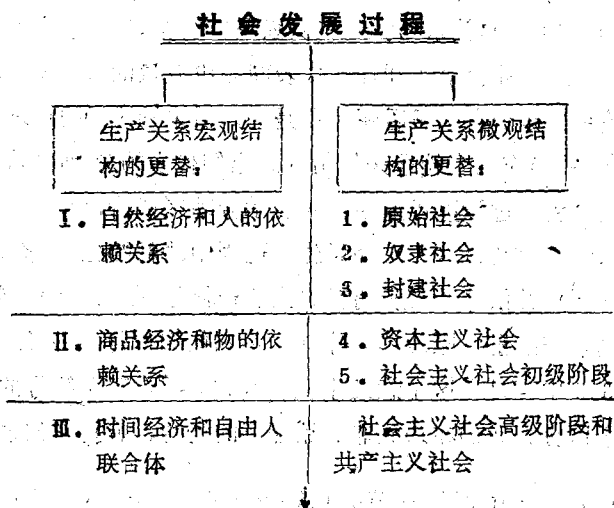 社会发展过程
生产关系宏观结
构的更替：
I．自然经济和人的依
赖关系
II．商品经济和物的依
赖关系
III．时间经济和自由人
联合体
生产关系微观结
构的更替：
1．原始社会
2．奴隶社会
3．封建社会
4．资本主义社会
5．社会主义社会初级阶段
社会主义社会高级阶段和
共产主义社会